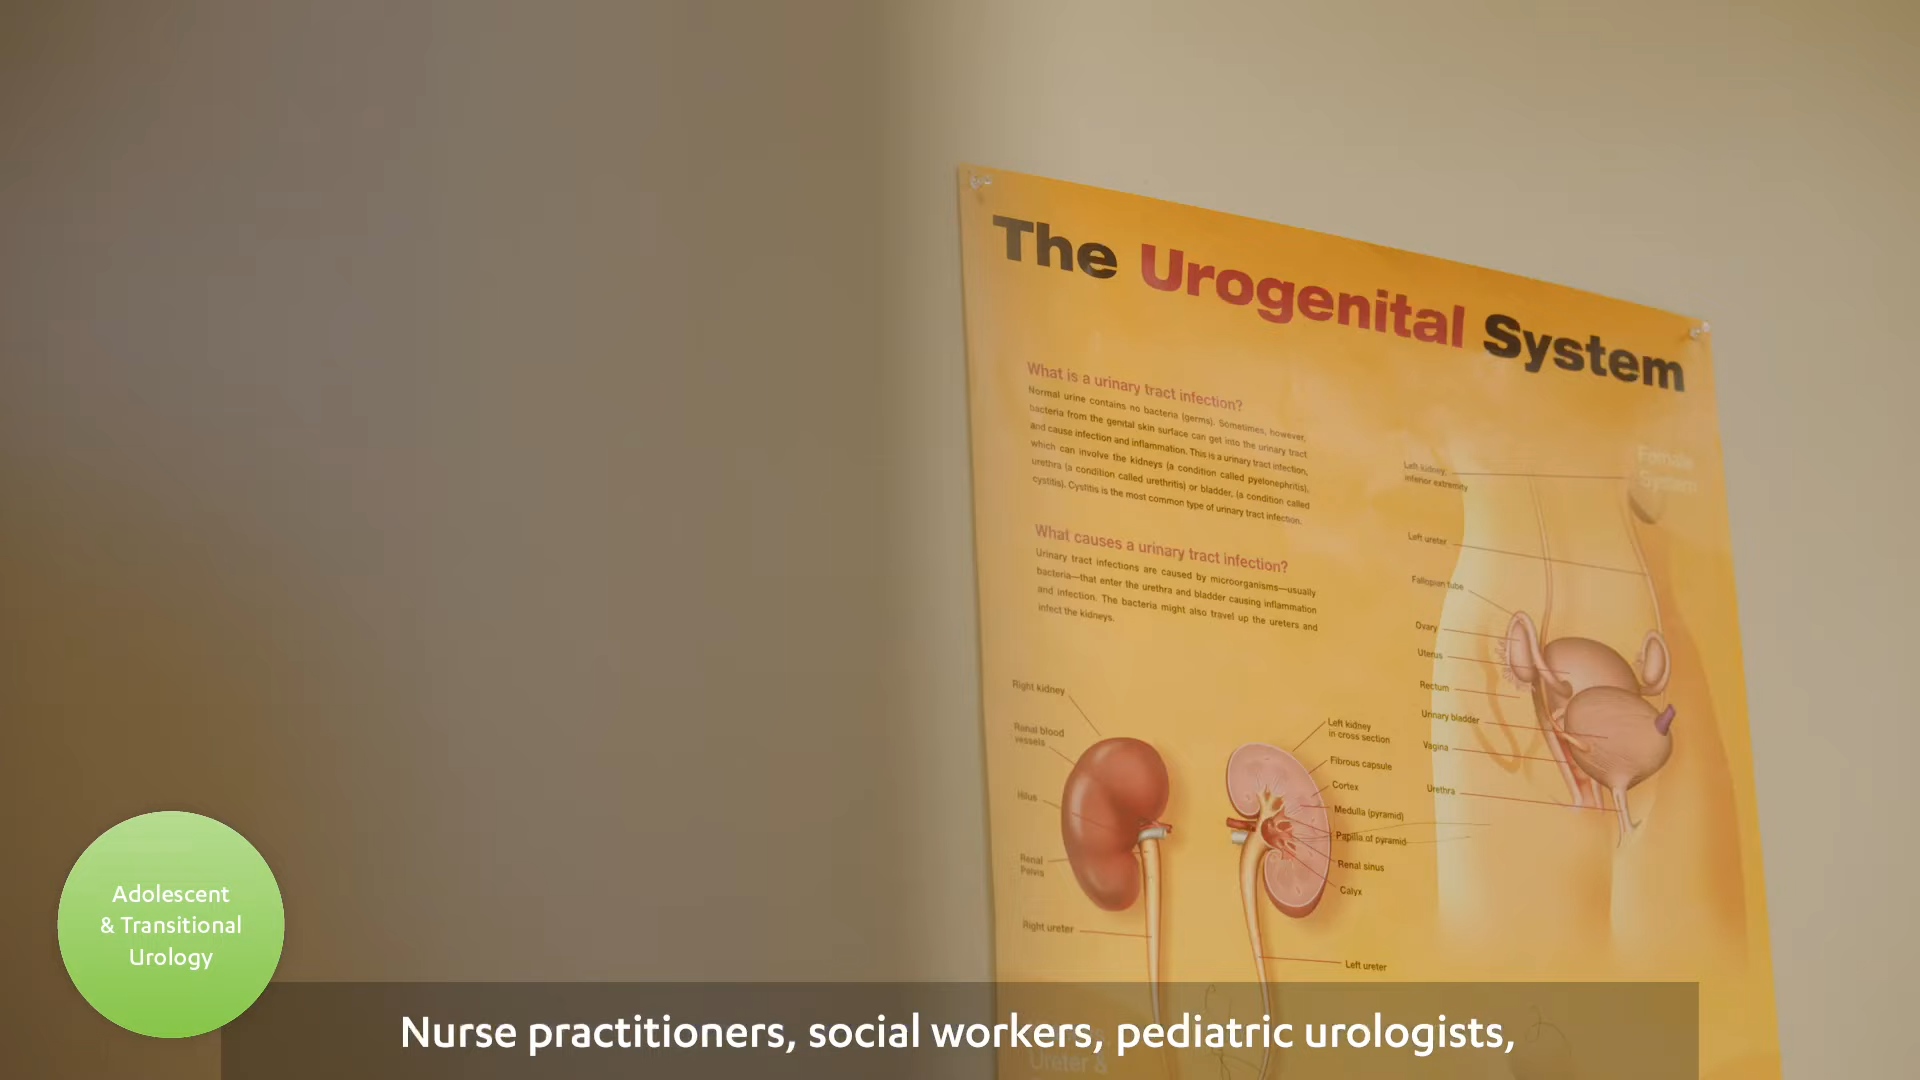 The Urogenital System
What is a urinary tract infection?
Normal urine contains no bacteria (germs). Sometimes, however,
bacteria from the genital skin surface can get into the urinary tract
and cause infection and inflammation. This is a urinary tract infection,
which can involve the kidneys (a condition called pyelonephritis),
urethra (a condition called urethritis) or bladder, (a condition called
cystitis). Cystitis is the most common type of urinary tract infection.
What causes a urinary tract infection?
Urinary tract infections are caused by microorganisms—usually
bacteria—that enter the urethra and bladder causing inflammation
and infection. The bacteria might also travel up the ureters and
infect the kidneys.
Female
System
Left kidney,
inferior extremity
Left ureter
Fallopian tube
Ovary
Uterus
Rectum
Urinary bladder
Vagina
Urethra
Right kidney
Renal blood
vessels
Hilus
Renal
Pelvis
Right ureter
Left kidney
in cross section
Fibrous capsule
Cortex
Medulla (pyramid)
Papilla of pyramid
Renal sinus
Calyx
Left ureter
Ureter &
Adolescent
& Transitional
Urology
Nurse practitioners, social workers, pediatric urologists,